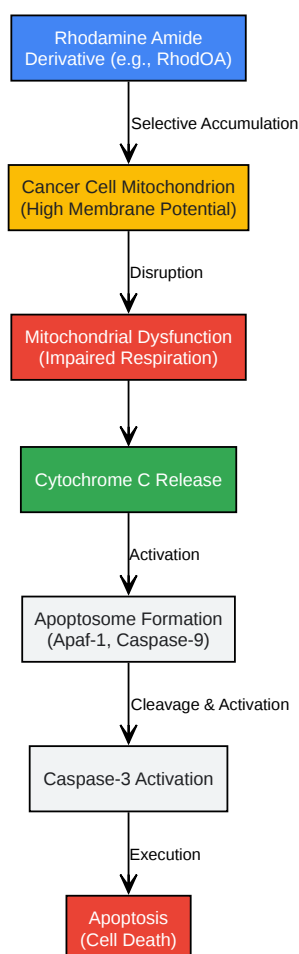 Rhodamine Amide
Derivative (e.g., RhodOA)
Selective Accumulation
Cancer Cell Mitochondrion
(High Membrane Potential)
Disruption
Mitochondrial Dysfunction
(Impaired Respiration)
Cytochrome C Release
Activation
Apoptosome Formation
(Apaf-1, Caspase-9)
Cleavage & Activation
Caspase-3 Activation
Execution
Apoptosis
(Cell Death)